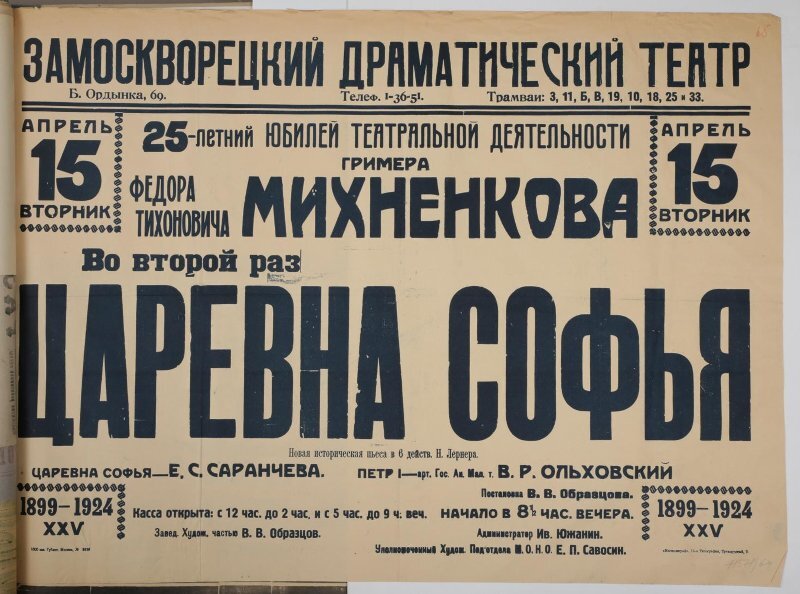 ЗАМОСКВОРЕЦКИЙ ДРАМАТИЧЕСКИЙ ТЕАТР
Б. Ордынка, 69. Телеф. 1-36-51. Трамваи: 3, 11, Б, В, 19, 10, 18, 25 и 33.
АПРЕЛЬ
15
ВТОРНИК
25-летний ЮБИЛЕЙ ТЕАТРАЛЬНОЙ ДЕЯТЕЛЬНОСТИ
ГРИМЕРА
ФЕДОРА
ТИХОНОВИЧА
МИХНЕНКОВА
АПРЕЛЬ
15
ВТОРНИК
Во второй раз
ЦАРЕВНА СОФЬЯ
Новая историческая пьеса в 6 действ. Н. Лернера.
ЦАРЕВНА СОФЬЯ—Е. С. САРАНЧЕВА. ПЕТР I—арт. Гос. Ак. Мал. т. В. Р. ОЛЬХОВСКИЙ
Постановка В. В. Образцова.
1899–1924
XXV
Касса открыта: с 12 час. до 2 час. и с 5 час. до 9 ч. веч. НАЧАЛО В 8½ ЧАС. ВЕЧЕРА.
Завед. Худож. частью В. В. Образцов. Администратор Ив. Южанин.
Уполномоченный Худож. Под'отдела М.О.Н.О Е. П. Савосин.
1899–1924
XXV